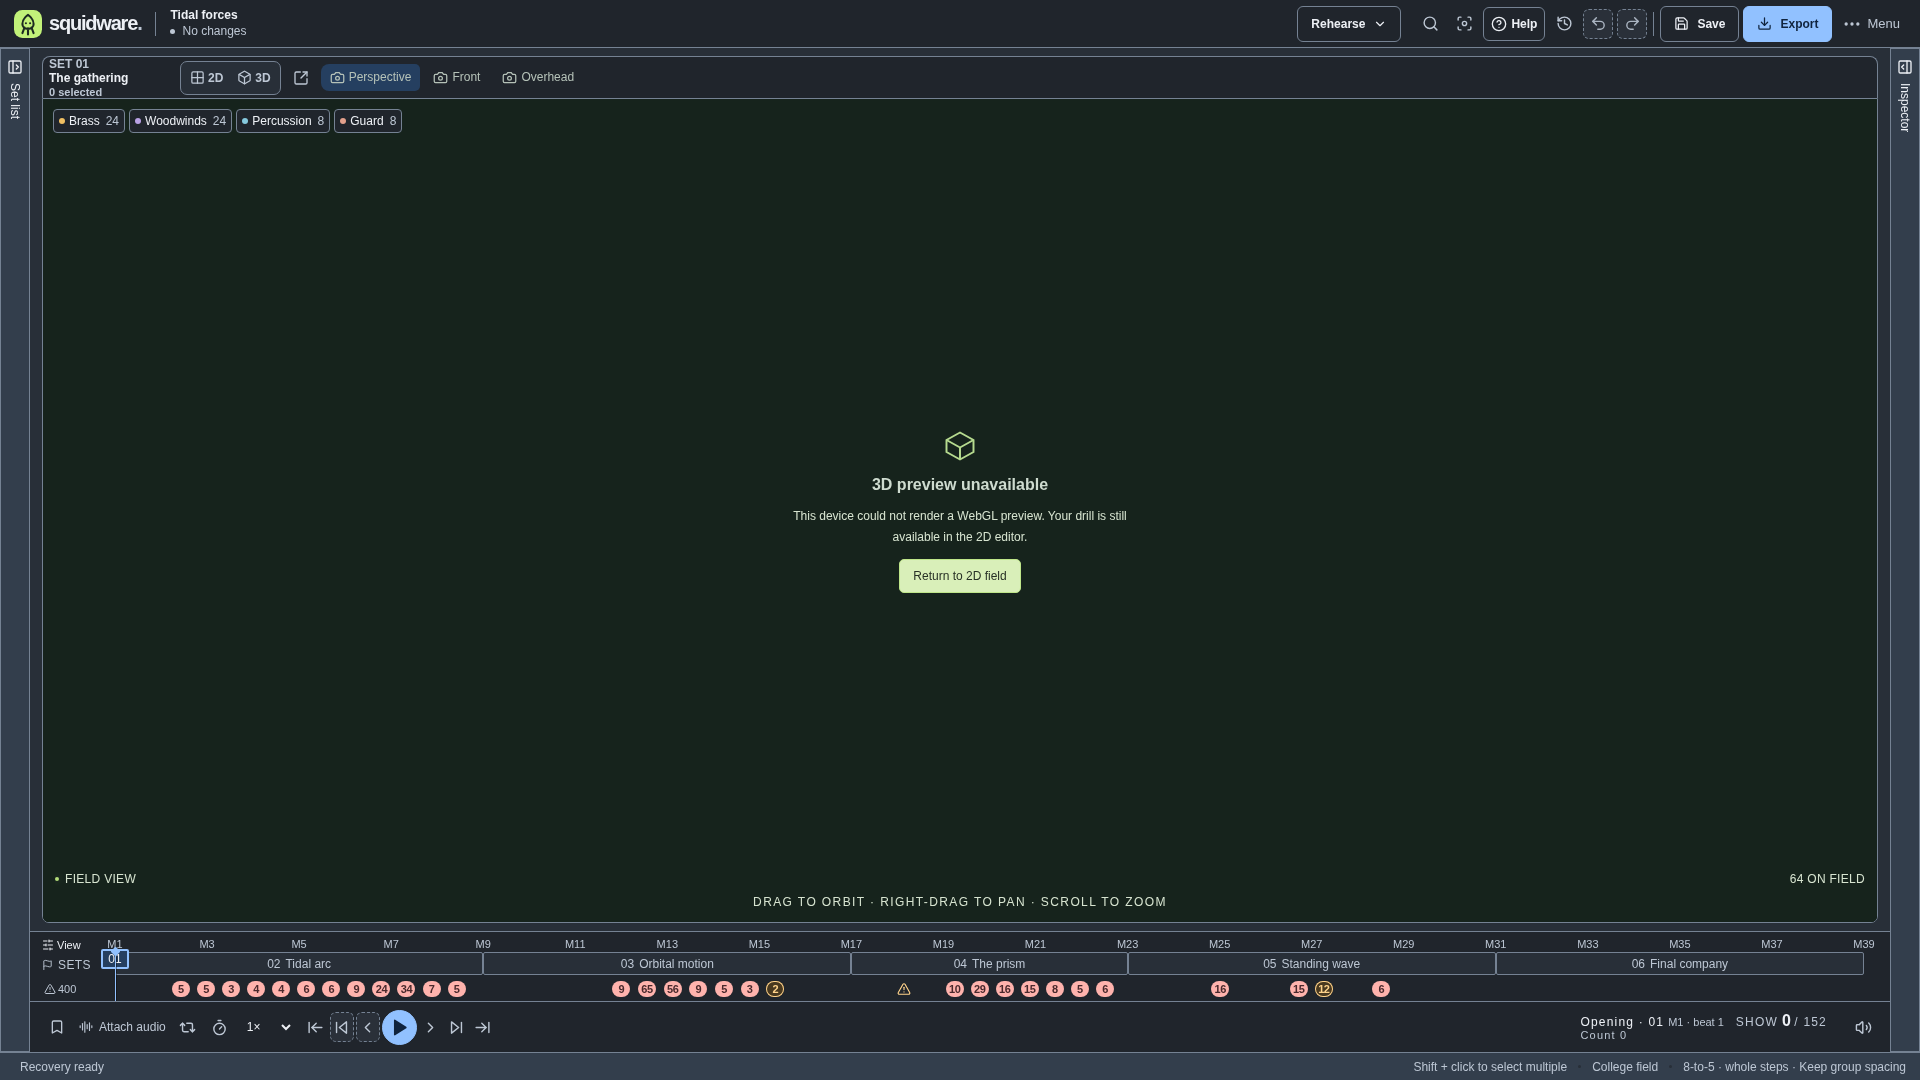 squidware.
Tidal forces
No changes
Rehearse
Help
Save
Export
Menu
Set list
SET 01
The gathering
0 selected
2D
3D
Perspective
Front
Overhead
Inspector
Brass 24
Woodwinds 24
Percussion 8
Guard 8
3D preview unavailable
This device could not render a WebGL preview. Your drill is still
available in the 2D editor.
Return to 2D field
FIELD VIEW
64 ON FIELD
DRAG TO ORBIT · RIGHT-DRAG TO PAN · SCROLL TO ZOOM
View M1 M3 M5 M7 M9 M11 M13 M15 M17 M19 M21 M23 M25 M27 M29 M31 M33 M35 M37 M39
SETS 01 02 Tidal arc 03 Orbital motion 04 The prism 05 Standing wave 06 Final company
400 5 5 3 4 4 6 6 9 24 34 7 5 9 65 56 9 5 3 2 10 29 16 15 8 5 6 16 15 12 6
Attach audio
1×
Opening · 01 M1 · beat 1
Count 0
SHOW 0 / 152
Recovery ready
Shift + click to select multiple
College field
8-to-5 · whole steps · Keep group spacing